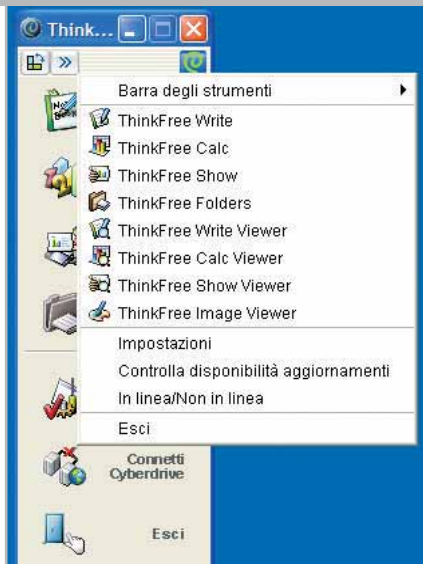 Think...
Barra degli strumenti
ThinkFree Write
ThinkFree Calc
ThinkFree Show
ThinkFree Folders
ThinkFree Write Viewer
ThinkFree Calc Viewer
ThinkFree Show Viewer
ThinkFree Image Viewer
Impostazioni
Controlla disponibilità aggiornamenti
In linea/Non in linea
Esci
Connetti
Cyberdrive
Esci